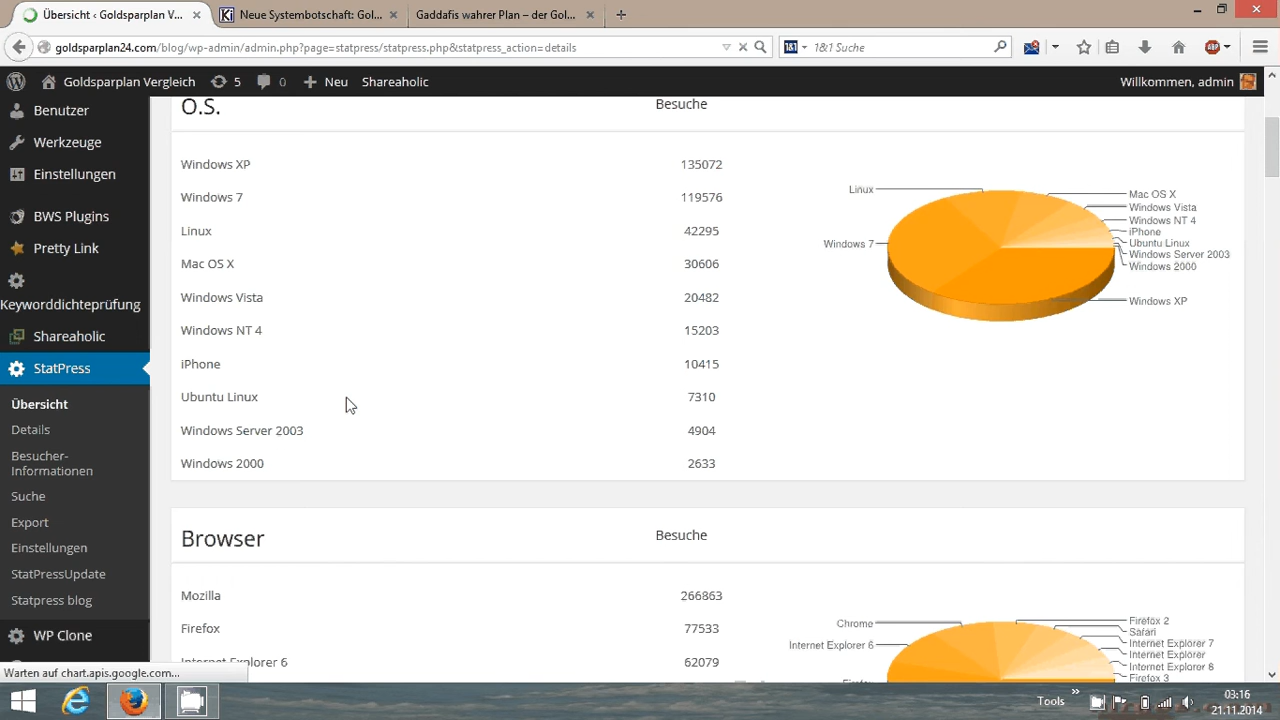 Übersicht ‹ Goldsparplan V...
Neue Systembotschaft: Gol...
Gaddafis wahrer Plan – der Gol...
goldsparplan24.com/blog/wp-admin/admin.php?page=statpress/statpress.php&statpress_action=details
1&1
1&1 Suche
ABP
Goldsparplan Vergleich
5
0
Neu
Shareaholic
Willkommen, admin
Benutzer
Werkzeuge
Einstellungen
BWS Plugins
Pretty Link
Keyworddichteprüfung
Shareaholic
StatPress
Übersicht
Details
Besucher-
Informationen
Suche
Export
Einstellungen
StatPressUpdate
Statpress blog
WP Clone
O.S. Besuche
Windows XP 135072
Windows 7 119576
Linux 42295
Mac OS X 30606
Windows Vista 20482
Windows NT 4 15203
iPhone 10415
Ubuntu Linux 7310
Windows Server 2003 4904
Windows 2000 2633
Linux
Windows 7
Mac OS X
Windows Vista
Windows NT 4
iPhone
Ubuntu Linux
Windows Server 2003
Windows 2000
Windows XP
Browser Besuche
Mozilla 266863
Firefox 77533
Internet Explorer 6 62079
Chrome
Internet Explorer 6
Firefox
Firefox 2
Safari
Internet Explorer 7
Internet Explorer
Internet Explorer 8
Firefox 3
Warten auf chart.apis.google.com...
Tools
03:16
21.11.2014